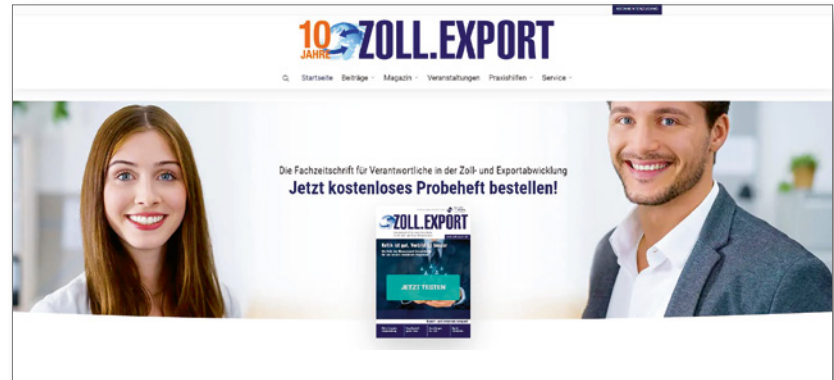 10
JAHRE
ZOLL.EXPORT
Startseite Beiträge Magazin Veranstaltungen Praxishilfen Service
Die Fachzeitschrift für Verantwortliche in der Zoll- und Exportabwicklung
Jetzt kostenloses Probeheft bestellen!
ZOLL.EXPORT
JETZT TESTEN